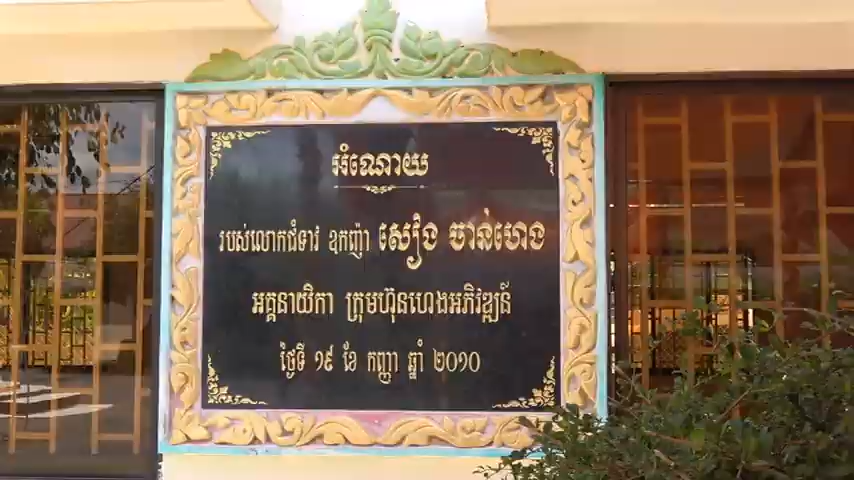 អំណោយ
របស់លោកជំទាវ ឧកញ៉ា សៀង ចាន់ហេង
អគ្គនាយិកា ក្រុមហ៊ុនហេងអភិវឌ្ឍន៍
ថ្ងៃទី ១៩ ខែ កញ្ញា ឆ្នាំ ២០១០